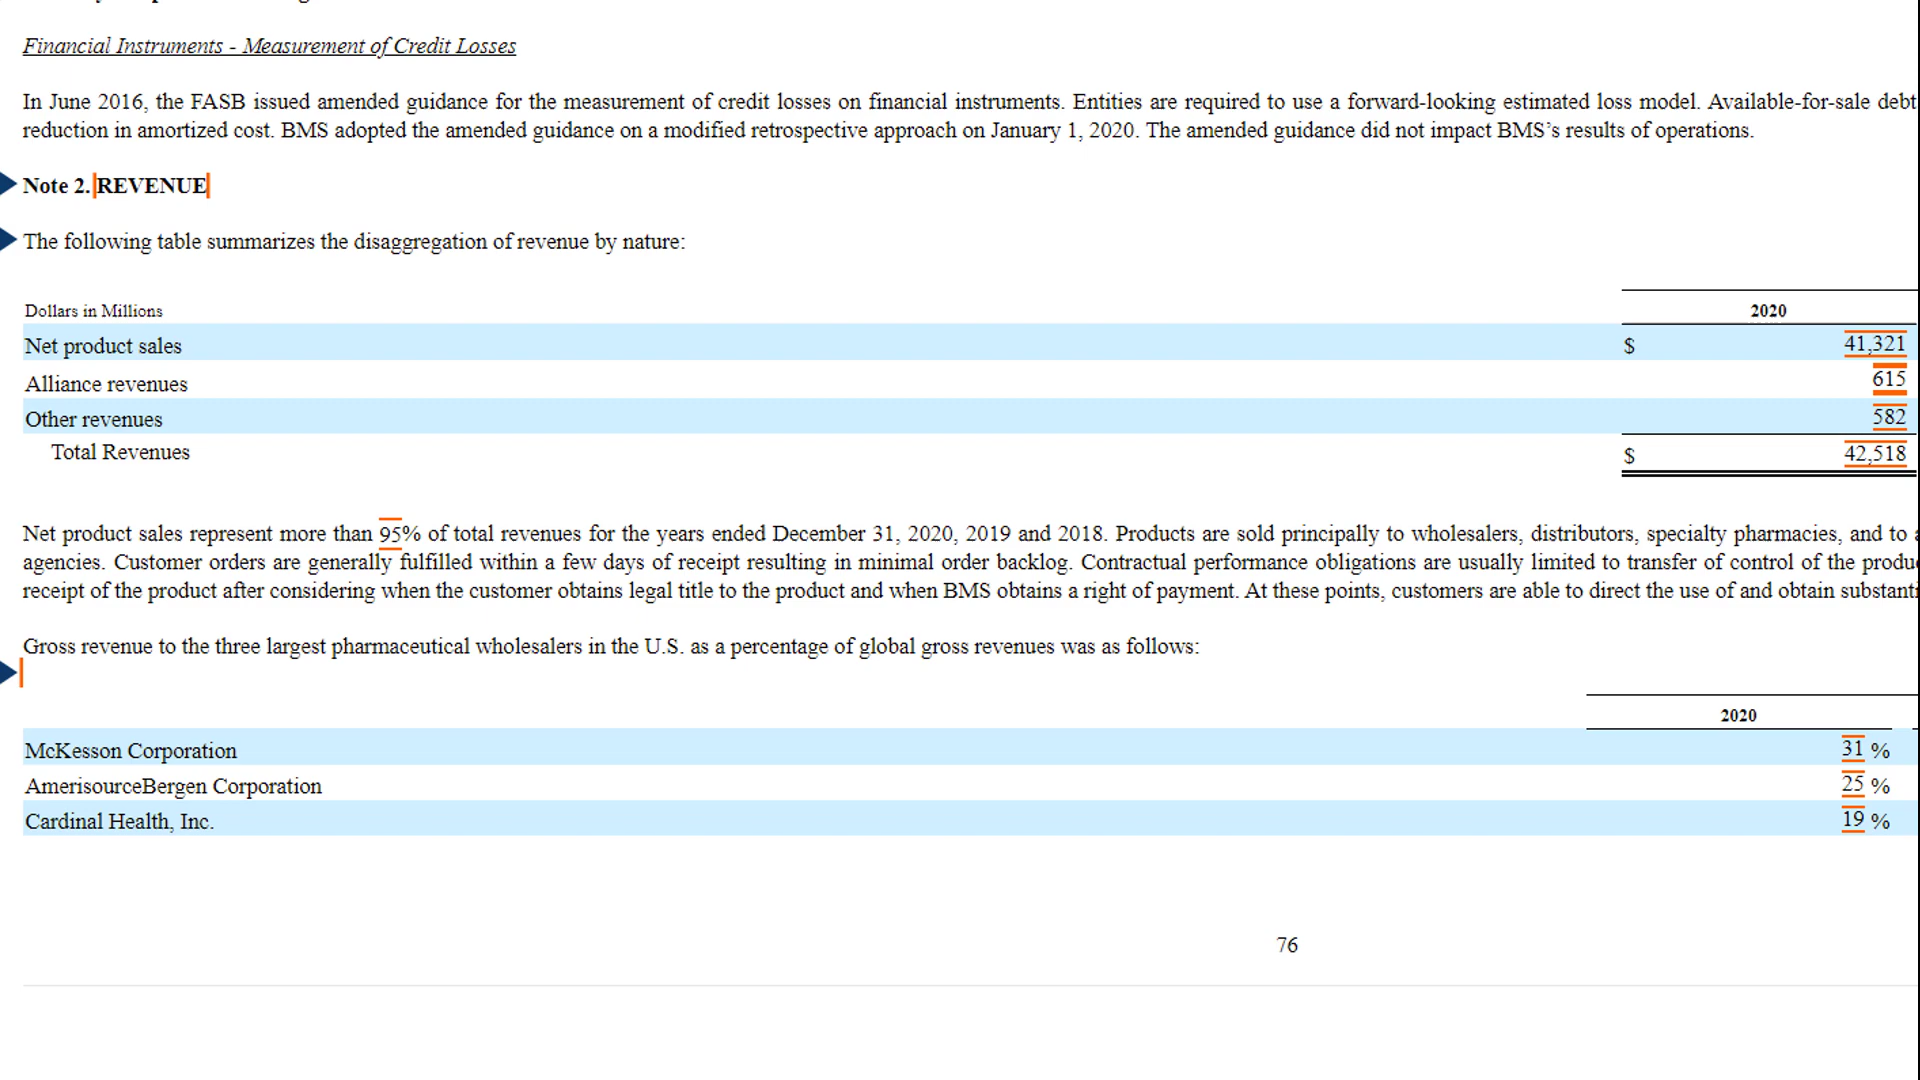 Financial Instruments - Measurement of Credit Losses
In June 2016, the FASB issued amended guidance for the measurement of credit losses on financial instruments. Entities are required to use a forward-looking estimated loss model. Available-for-sale debt
reduction in amortized cost. BMS adopted the amended guidance on a modified retrospective approach on January 1, 2020. The amended guidance did not impact BMS's results of operations.
Note 2. REVENUE
The following table summarizes the disaggregation of revenue by nature:
Dollars in Millions 2020
Net product sales $ 41,321
Alliance revenues 615
Other revenues 582
Total Revenues $ 42,518
Net product sales represent more than 95% of total revenues for the years ended December 31, 2020, 2019 and 2018. Products are sold principally to wholesalers, distributors, specialty pharmacies, and to
agencies. Customer orders are generally fulfilled within a few days of receipt resulting in minimal order backlog. Contractual performance obligations are usually limited to transfer of control of the
receipt of the product after considering when the customer obtains legal title to the product and when BMS obtains a right of payment. At these points, customers are able to direct the use of and obtain
Gross revenue to the three largest pharmaceutical wholesalers in the U.S. as a percentage of global gross revenues was as follows:
2020
McKesson Corporation 31 %
AmerisourceBergen Corporation 25 %
Cardinal Health, Inc. 19 %
76